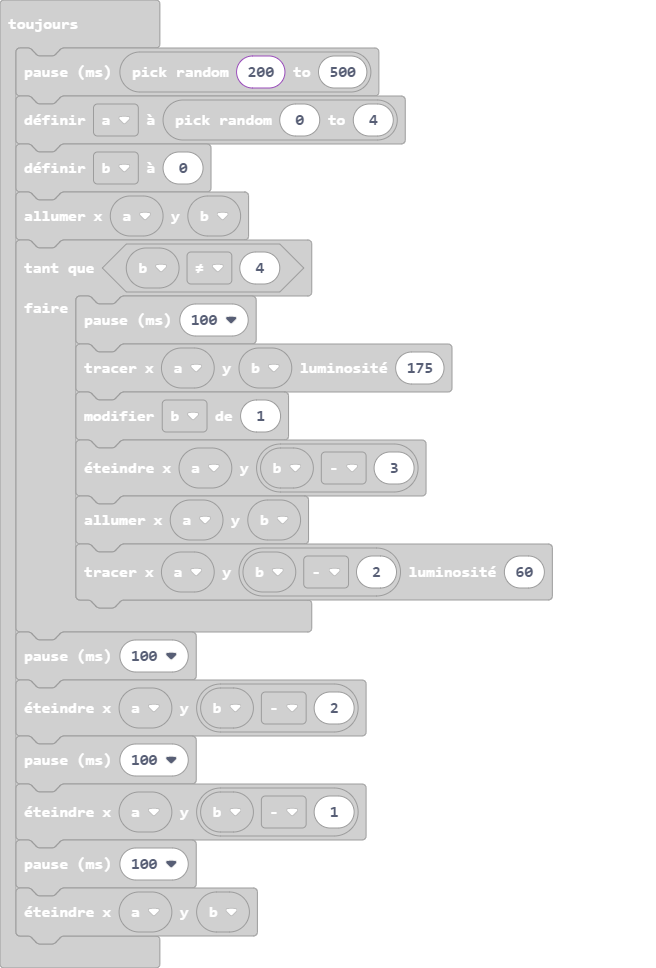 toujours
pause (ms) pick random 200 to 500
définir a à pick random 0 to 4
définir b à 0
allumer x a y b
tant que b ≠ 4
faire
pause (ms) 100
tracer x a y b luminosité 175
modifier b de 1
éteindre x a y b - 3
allumer x a y b
tracer x a y b - 2 luminosité 60
pause (ms) 100
éteindre x a y b - 2
pause (ms) 100
éteindre x a y b - 1
pause (ms) 100
éteindre x a y b